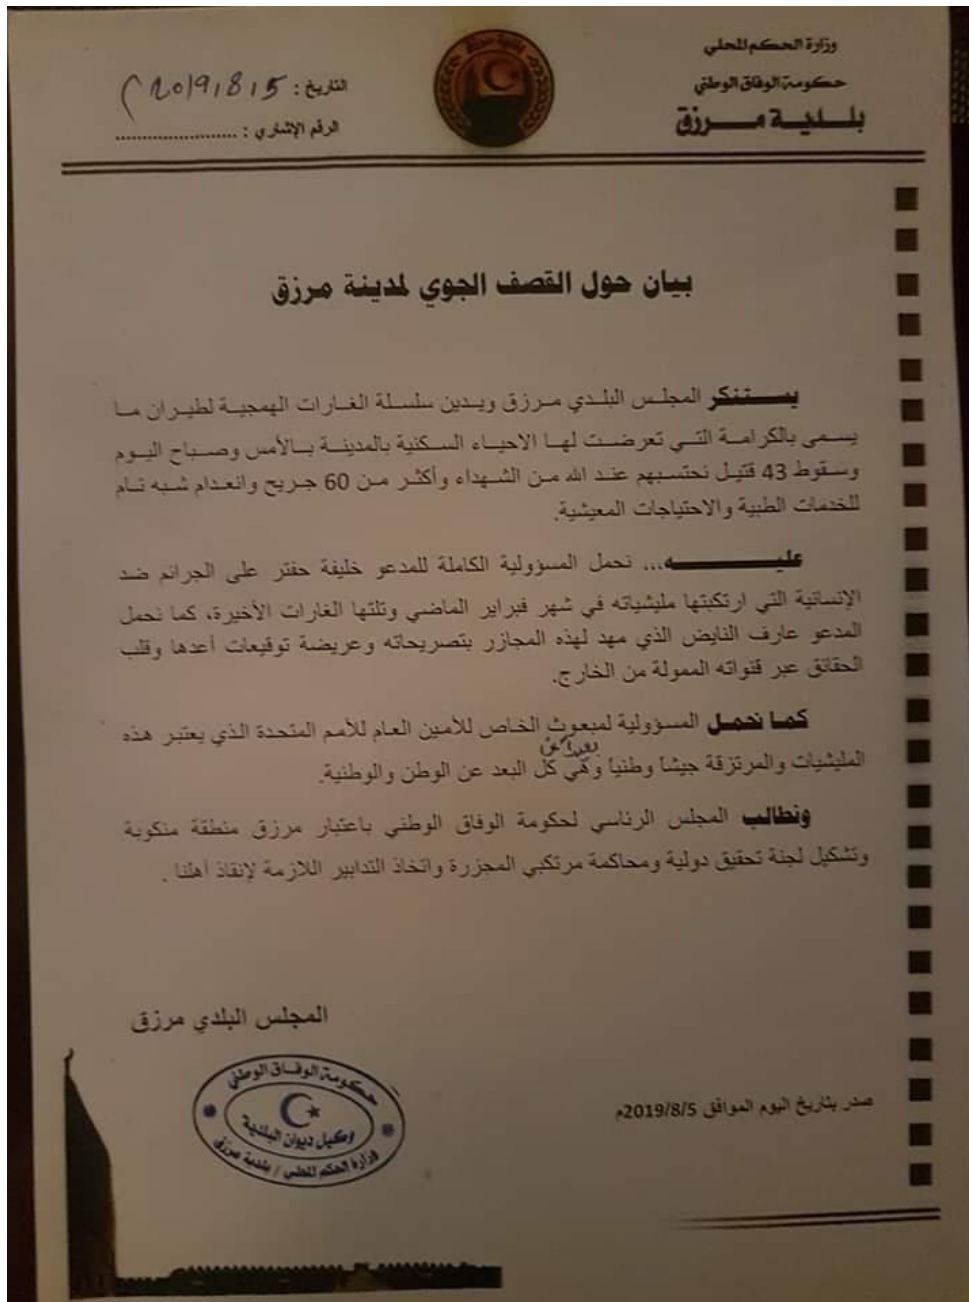 وزارة الحكم المحلي
حكومة الوفاق الوطني
بلدية مرزق
بلدية مرزق
التاريخ : 2019/8/5
الرقم الإشاري : ......................
بيان حول القصف الجوي لمدينة مرزق
يستنكر المجلس البلدي مرزق ويدين سلسلة الغارات الهمجية لطيران ما
يسمى بالكرامة التي تعرضت لها الاحياء السكنية بالمدينة بالأمس وصباح اليوم
وسقوط 43 قتيل نحتسبهم عند الله من الشهداء وأكثر من 60 جريح وانعدام شبه تام
للخدمات الطبية والاحتياجات المعيشية.
عليه... نحمل المسؤولية الكاملة للمدعو خليفة حفتر على الجرائم ضد
الإنسانية التي ارتكبتها مليشياته في شهر فبراير الماضي وتلتها الغارات الأخيرة، كما نحمل
المدعو عارف النايض الذي مهد لهذه المجازر بتصريحاته وعريضة توقيعات أعدها وقلب
الحقائق عبر قنواته الممولة من الخارج.
كما نحمل المسؤولية لمبعوث الخاص للأمين العام للأمم المتحدة الذي يعتبر هذه
المليشيات والمرتزقة جيشاً وطنياً وهي كل البعد عن الوطن والوطنية.
ونطالب المجلس الرئاسي لحكومة الوفاق الوطني باعتبار مرزق منطقة منكوبة
وتشكيل لجنة تحقيق دولية ومحاكمة مرتكبي المجزرة واتخاذ التدابير اللازمة لإنقاذ أهلنا .
المجلس البلدي مرزق
حكومة الوفاق الوطني
وكيل ديوان البلدية
وزارة الحكم المحلي / بلدية مرزق
صدر بتاريخ اليوم الموافق 2019/8/5م